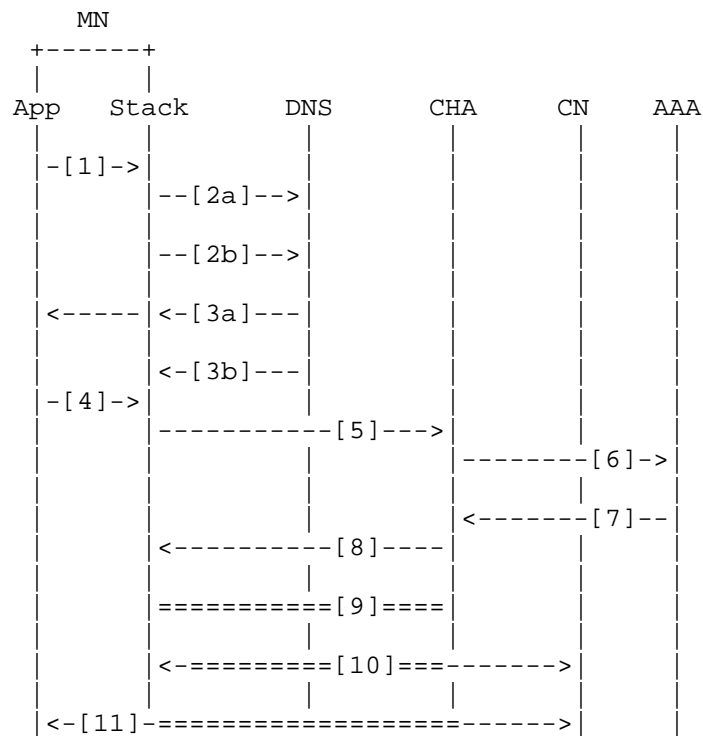 MN
+------+
App Stack DNS CHA CN AAA
-[1]->
--[2a]-->
--[2b]-->
<----- <-[3a]---
<-[3b]---
-[4]->
-----------[5]--->
--------[6]->
<-------[7]--
<----------[8]----
===========[9]====
<-=========[10]===------>
<-[11]-===================------>